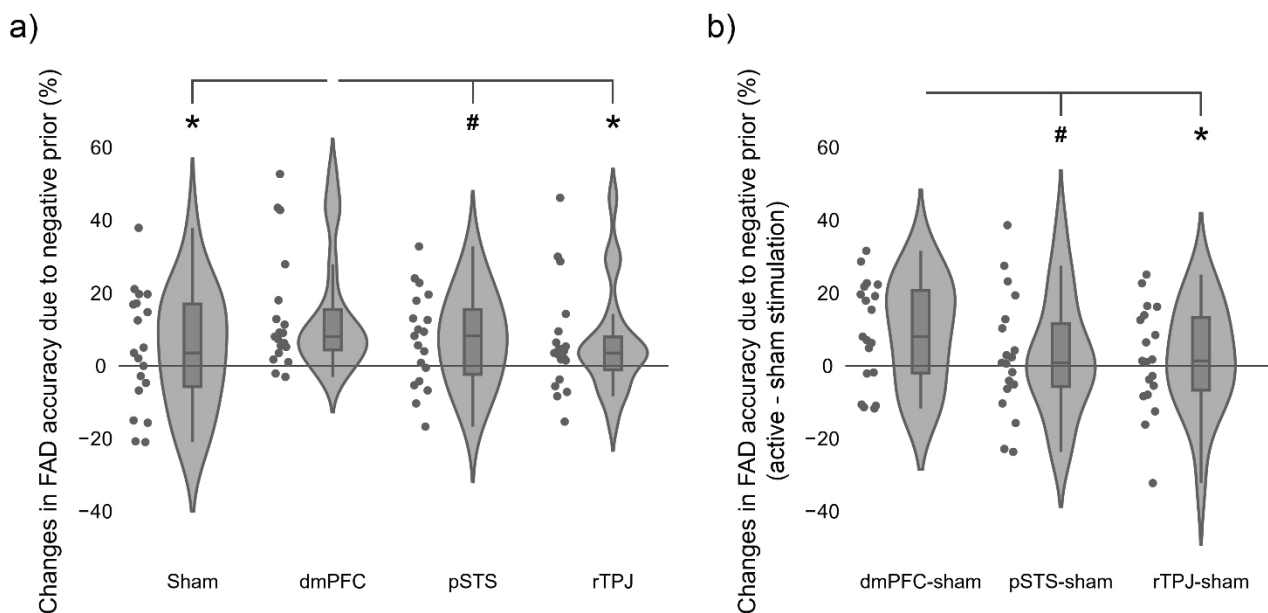 a)
Changes in FAD accuracy due to negative prior (%)
60
40
20
0
−20
−40
* # *
Sham dmPFC pSTS rTPJ
b)
Changes in FAD accuracy due to negative prior (%)
(active - sham stimulation)
60
40
20
0
−20
−40
# *
dmPFC-sham pSTS-sham rTPJ-sham